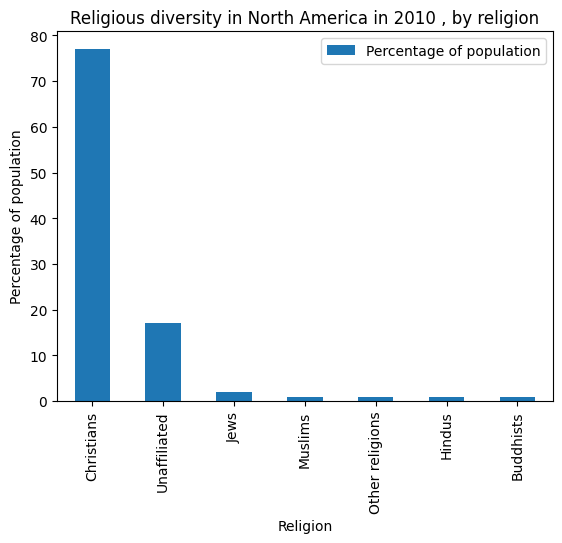 Religious diversity in North America in 2010 , by religion
Percentage of population
80
70
60
50
40
30
20
10
0
Percentage of population
Christians
Unaffiliated
Jews
Muslims
Other religions
Hindus
Buddhists
Religion